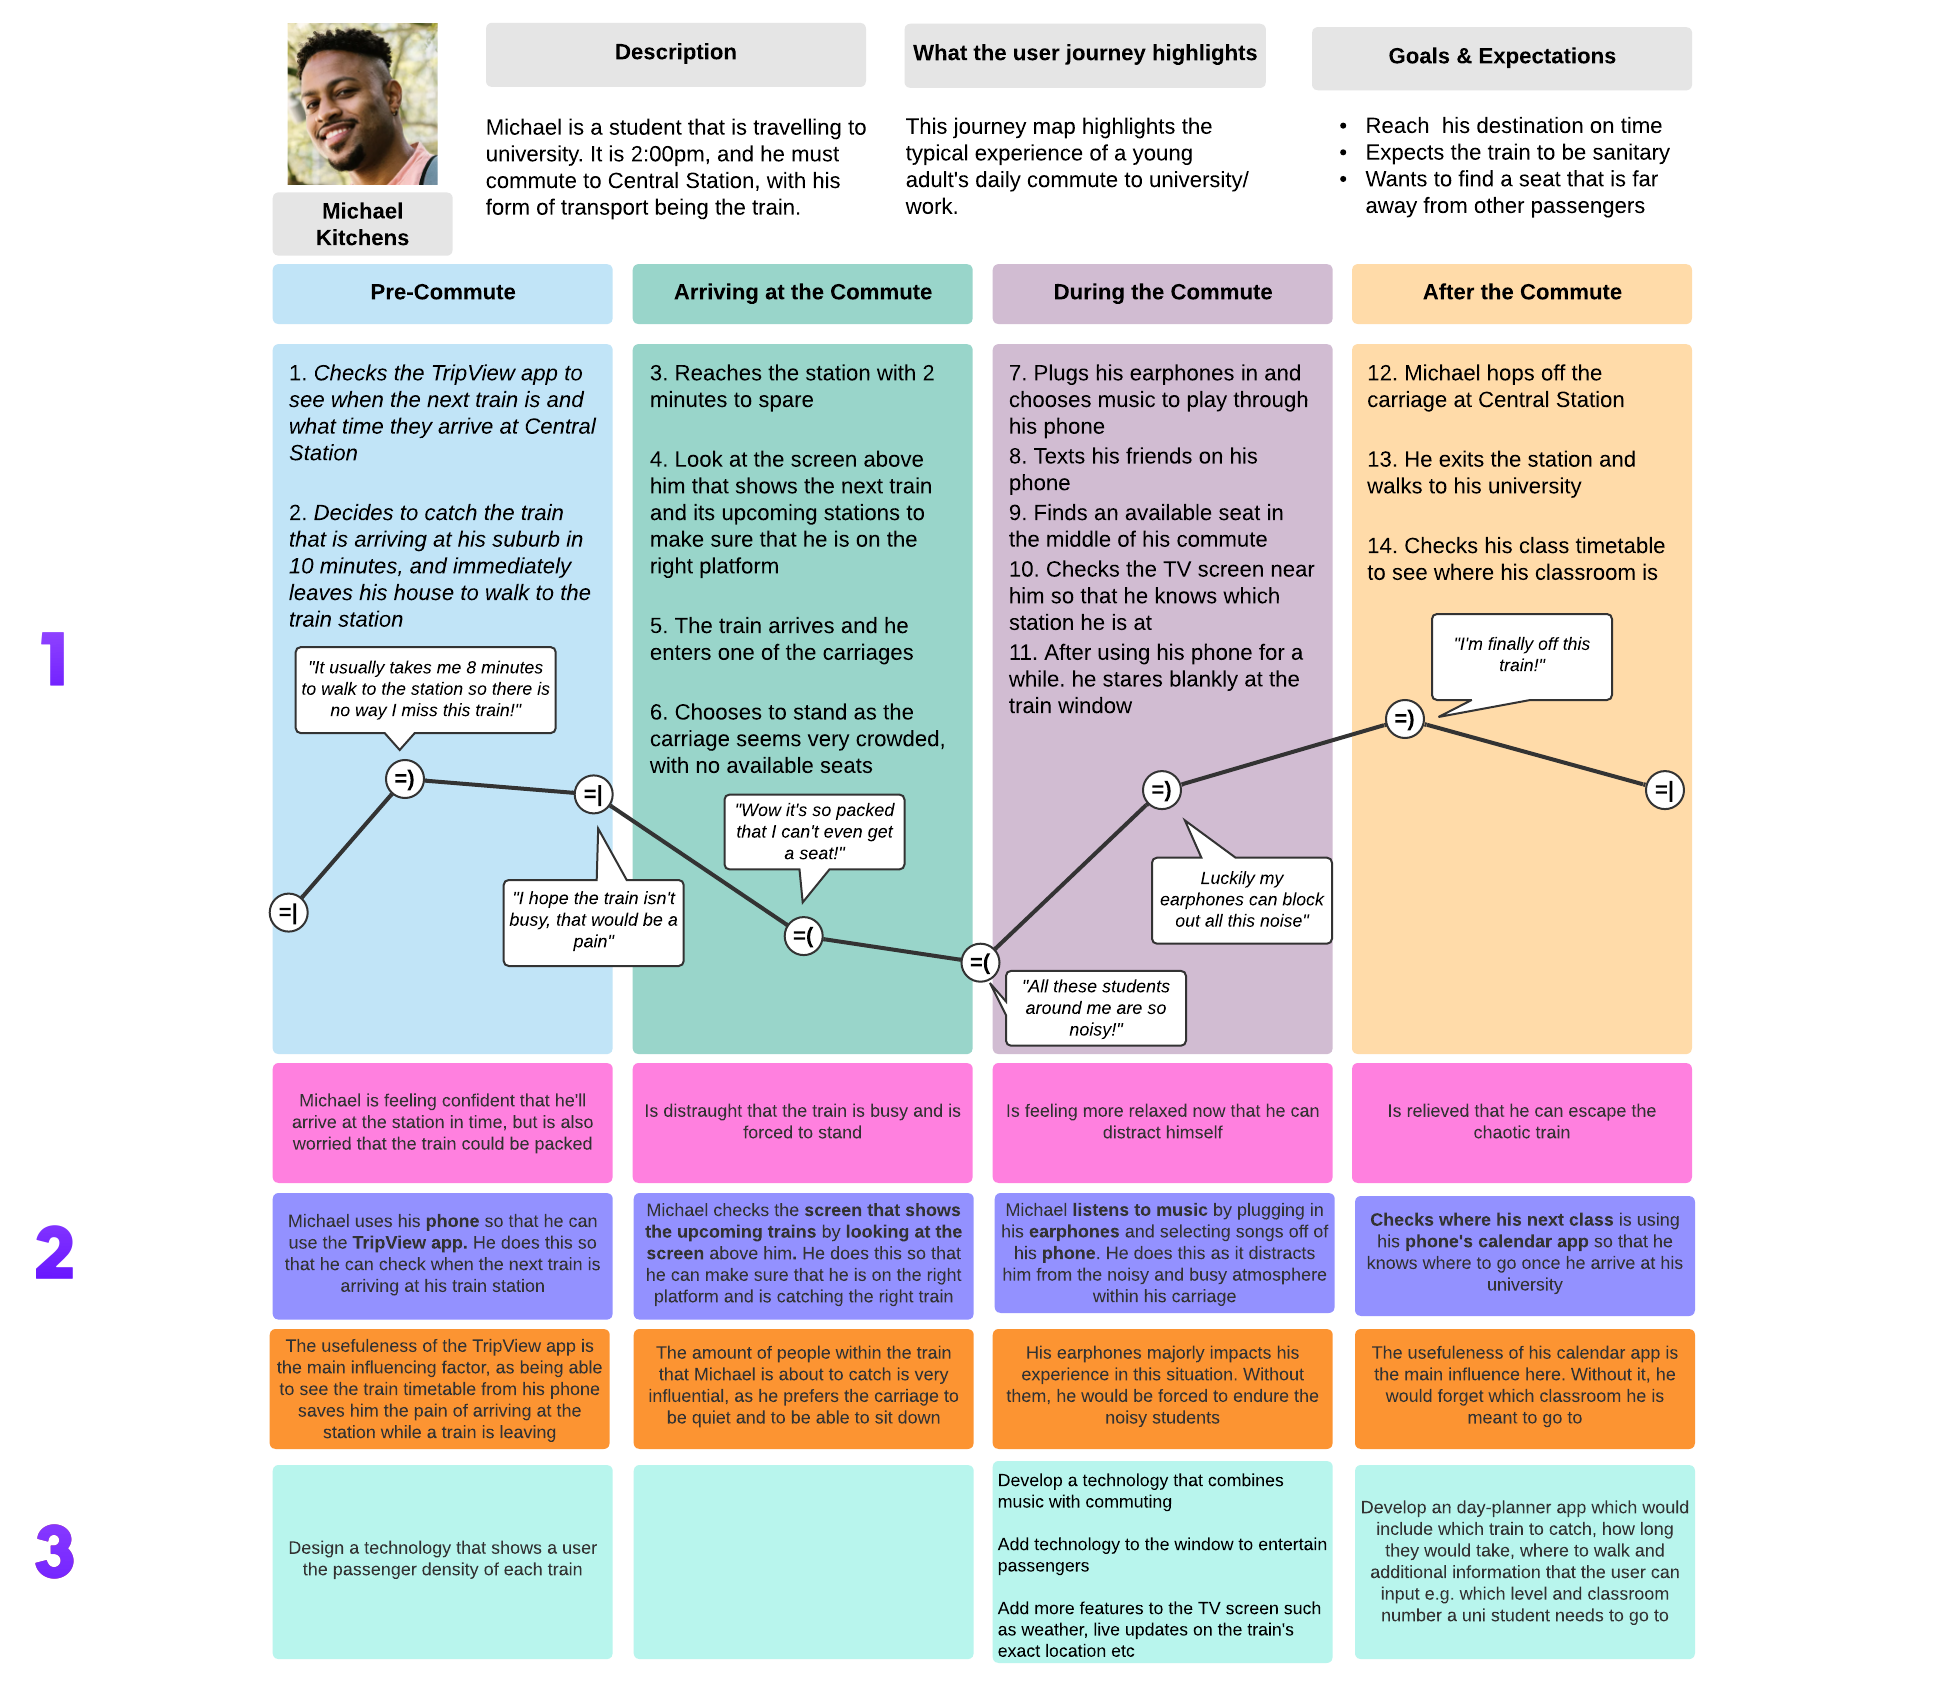 Description
What the user journey highlights
Goals & Expectations
Michael is a student that is travelling to
university. It is 2:00pm, and he must
commute to Central Station, with his
form of transport being the train.
This journey map highlights the
typical experience of a young
adult's daily commute to university/
work.
• Reach  his destination on time
• Expects the train to be sanitary
• Wants to find a seat that is far
away from other passengers
Michael
Kitchens
Pre-Commute
Arriving at the Commute
During the Commute
After the Commute
1
1. Checks the TripView app to
see when the next train is and
what time they arrive at Central
Station
2. Decides to catch the train
that is arriving at his suburb in
10 minutes, and immediately
leaves his house to walk to the
train station
"It usually takes me 8 minutes
to walk to the station so there is
no way I miss this train!"
=|
=)
=|
"I hope the train isn't
busy, that would be a
pain"
3. Reaches the station with 2
minutes to spare
4. Look at the screen above
him that shows the next train
and its upcoming stations to
make sure that he is on the
right platform
5. The train arrives and he
enters one of the carriages
6. Chooses to stand as the
carriage seems very crowded,
with no available seats
"Wow it's so packed
that I can't even get
a seat!"
=(
=(
7. Plugs his earphones in and
chooses music to play through
his phone
8. Texts his friends on his
phone
9. Finds an available seat in
the middle of his commute
10. Checks the TV screen near
him so that he knows which
station he is at
11. After using his phone for a
while. he stares blankly at the
train window
=)
Luckily my
earphones can block
out all this noise"
"All these students
around me are so
noisy!"
12. Michael hops off the
carriage at Central Station
13. He exits the station and
walks to his university
14. Checks his class timetable
to see where his classroom is
"I'm finally off this
train!"
=)
=|
Michael is feeling confident that he'll
arrive at the station in time, but is also
worried that the train could be packed
Is distraught that the train is busy and is
forced to stand
Is feeling more relaxed now that he can
distract himself
Is relieved that he can escape the
chaotic train
2
Michael uses his phone so that he can
use the TripView app. He does this so
that he can check when the next train is
arriving at his train station
Michael checks the screen that shows
the upcoming trains by looking at the
screen above him. He does this so that
he can make sure that he is on the right
platform and is catching the right train
Michael listens to music by plugging in
his earphones and selecting songs off of
his phone. He does this as it distracts
him from the noisy and busy atmosphere
within his carriage
Checks where his next class is using
his phone's calendar app so that he
knows where to go once he arrive at his
university
The usefulness of the TripView app is
the main influencing factor, as being able
to see the train timetable from his phone
saves him the pain of arriving at the
station while a train is leaving
The amount of people within the train
that Michael is about to catch is very
influential, as he prefers the carriage to
be quiet and to be able to sit down
His earphones majorly impacts his
experience in this situation. Without
them, he would be forced to endure the
noisy students
The usefulness of his calendar app is
the main influence here. Without it, he
would forget which classroom he is
meant to go to
3
Design a technology that shows a user
the passenger density of each train
Develop a technology that combines
music with commuting
Add technology to the window to entertain
passengers
Add more features to the TV screen such
as weather, live updates on the train's
exact location etc
Develop an day-planner app which would
include which train to catch, how long
they would take, where to walk and
additional information that the user can
input e.g. which level and classroom
number a uni student needs to go to